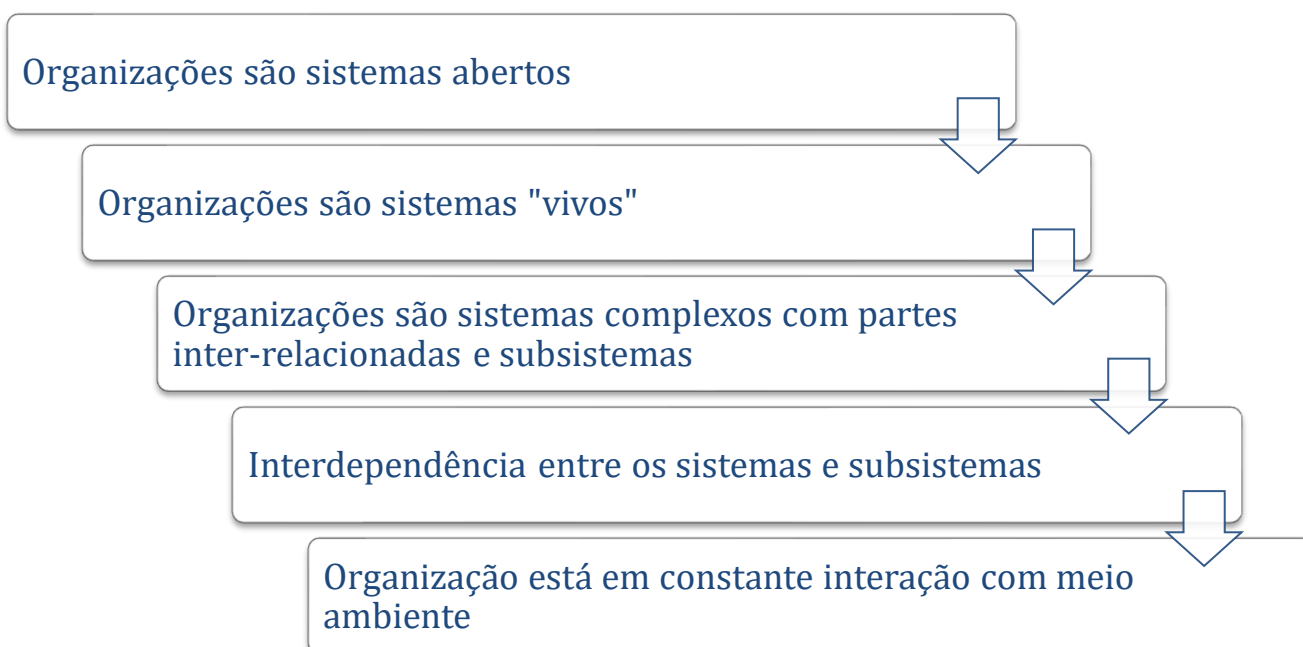 Organizações são sistemas abertos
Organizações são sistemas "vivos"
Organizações são sistemas complexos com partes
inter-relacionadas e subsistemas
Interdependência entre os sistemas e subsistemas
Organização está em constante interação com meio
ambiente